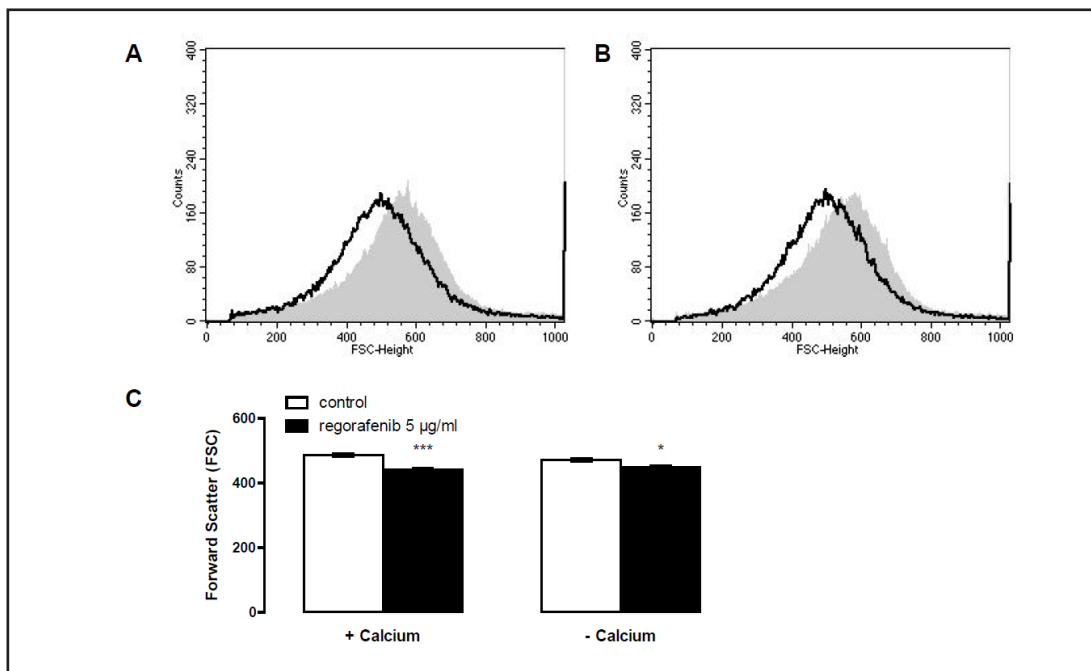 A
400
320
240
160
80
0
Counts
0 200 400 600 800 1000
FSC-Height
B
400
320
240
160
80
0
Counts
0 200 400 600 800 1000
FSC-Height
C
control
regorafenib 5 µg/ml
600
400
200
0
Forward Scatter (FSC)
*** *
+ Calcium - Calcium